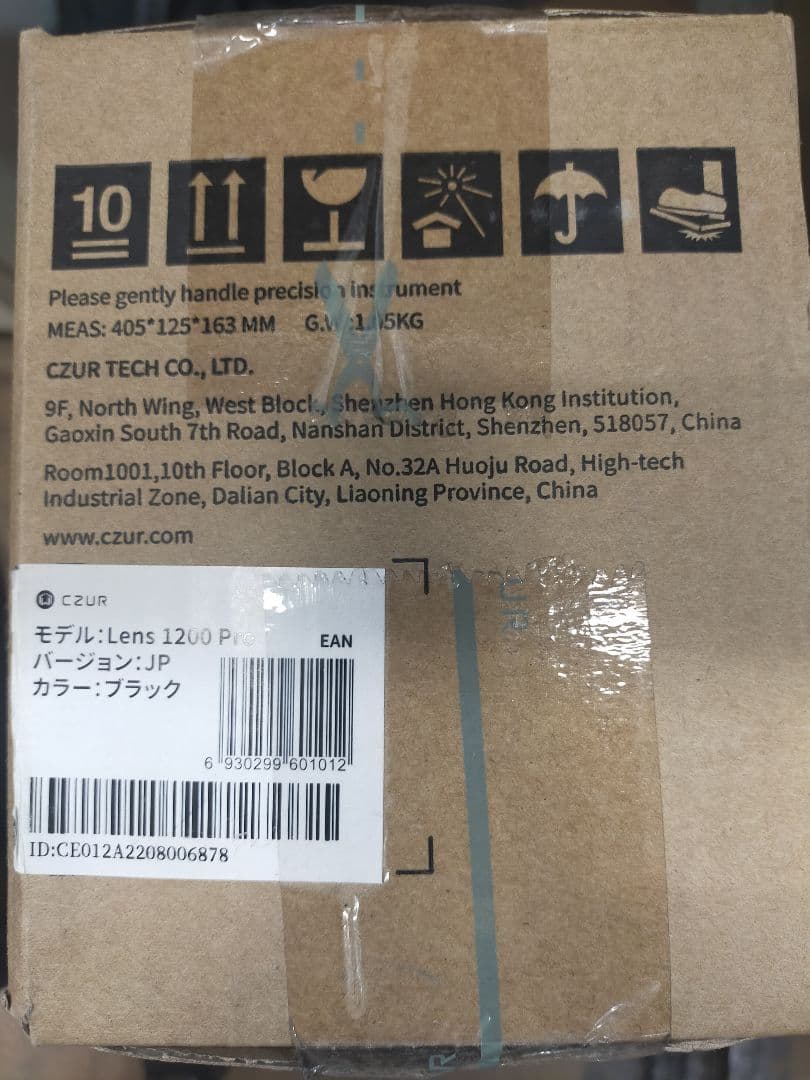 10
Please gently handle precision instrument
MEAS: 405*125*163 MM G.W
CZUR TECH CO., LTD.
9F, North Wing, West Block, Shenzhen Hong Kong Institution,
Gaoxin South 7th Road, Nanshan District, Shenzhen, 518057, China
Room1001,10th Floor, Block A, No.32A Huoju Road, High-tech
Industrial Zone, Dalian City, Liaoning Province, China
www.czur.com
CZUR
モデル:Lens 1200 Pro
EAN
バージョン:JP
カラー:ブラック
6 930299 601012
ID:CE012A2208006878